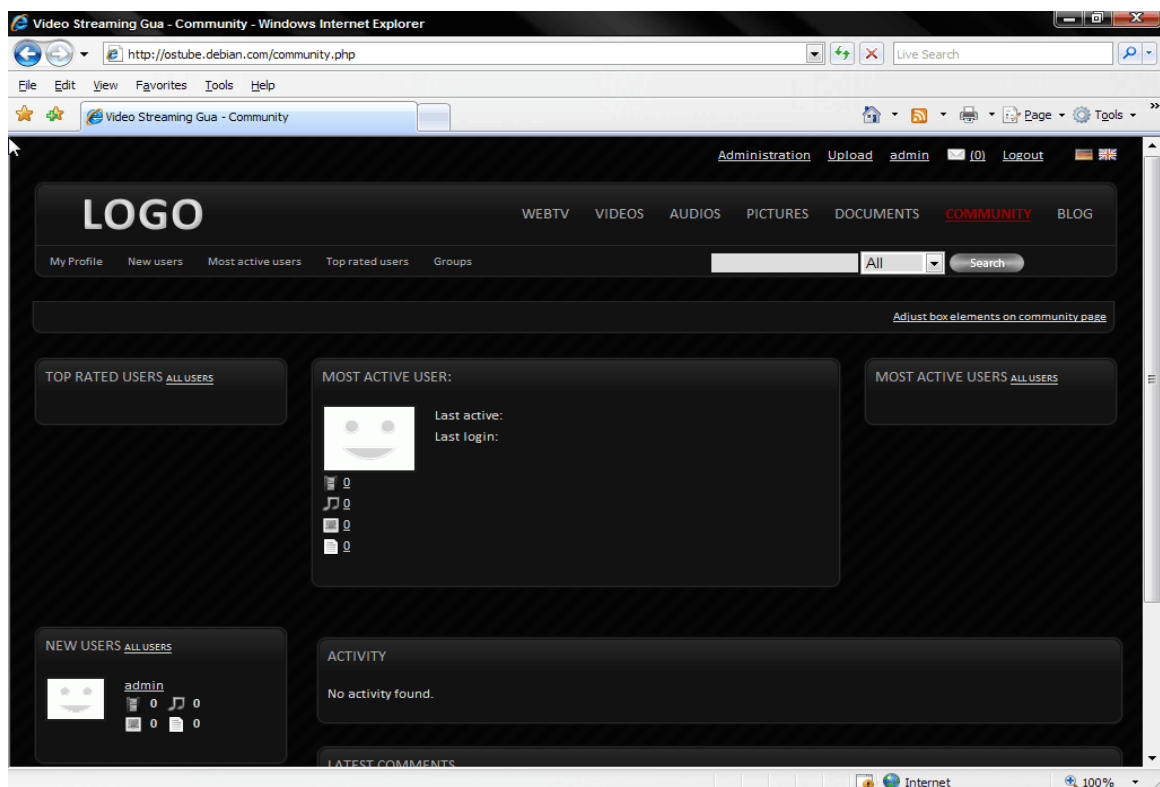 Video Streaming Gua - Community - Windows Internet Explorer
http://ostube.debian.com/community.php
Live Search
File Edit View Favorites Tools Help
Video Streaming Gua - Community
Page Tools
Administration Upload admin (0) Logout
LOGO
WEBTV VIDEOS AUDIOS PICTURES DOCUMENTS COMMUNITY BLOG
My Profile New users Most active users Top rated users Groups
All Search
Adjust box elements on community page
TOP RATED USERS ALL USERS
MOST ACTIVE USER:
Last active:
Last login:
0
0
0
0
MOST ACTIVE USERS ALL USERS
NEW USERS ALL USERS
admin
0 0
0 0
ACTIVITY
No activity found.
LATEST COMMENTS
Internet 100%